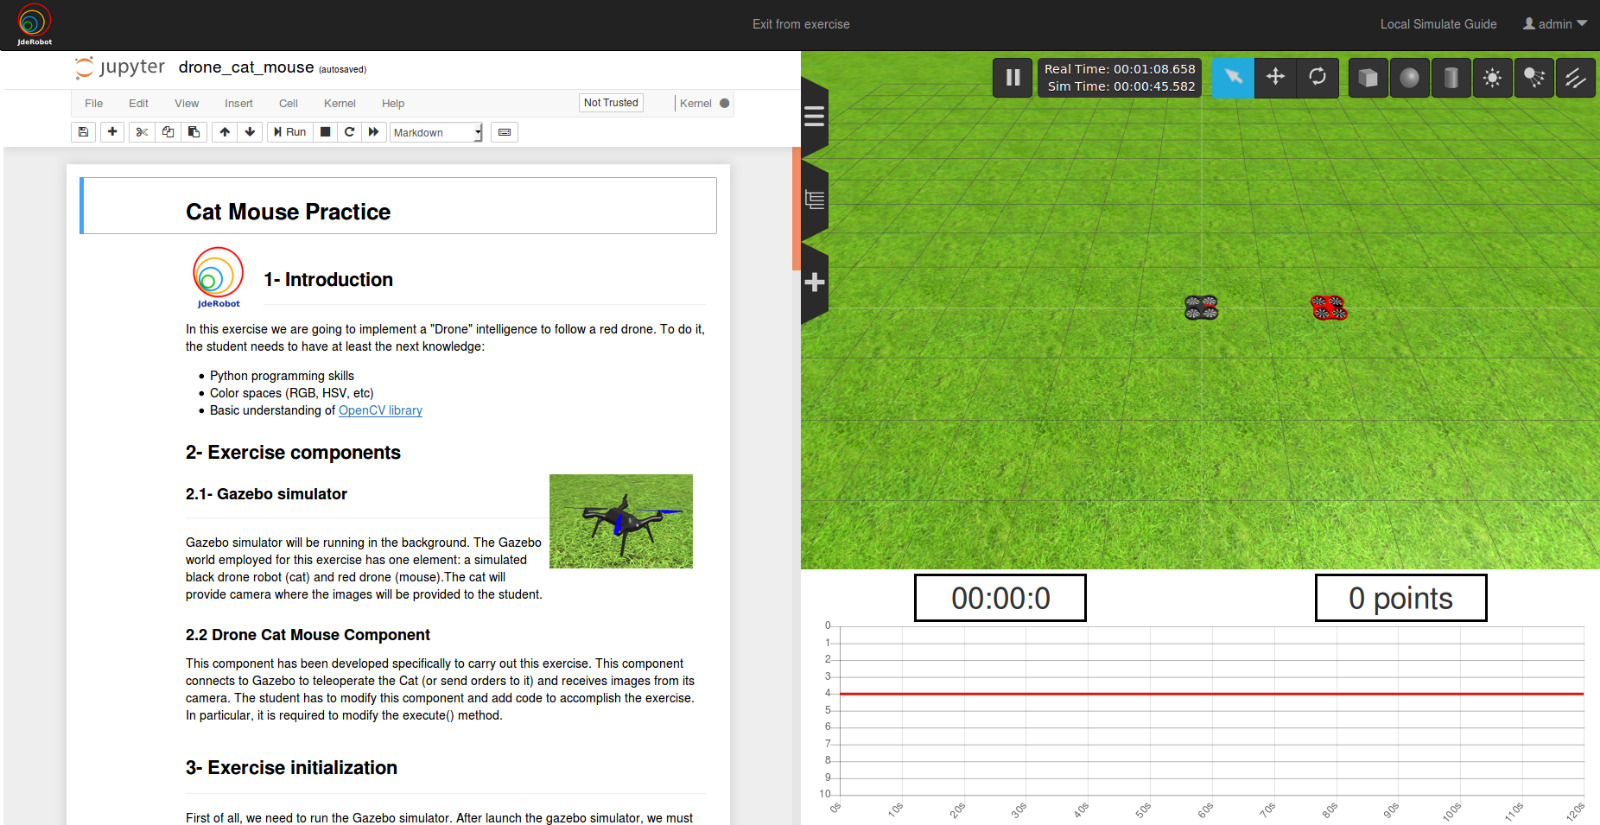 JdeRobot
Exit from exercise
Local Simulate Guide
admin
jupyter drone_cat_mouse (autosaved)
File Edit View Insert Cell Kernel Help
Not Trusted
Kernel
Run
Markdown
Cat Mouse Practice
JdeRobot
1- Introduction
In this exercise we are going to implement a "Drone" intelligence to follow a red drone. To do it,
the student needs to have at least the next knowledge:
Python programming skills
Color spaces (RGB, HSV, etc)
Basic understanding of OpenCV library
2- Exercise components
2.1- Gazebo simulator
Gazebo simulator will be running in the background. The Gazebo
world employed for this exercise has one element: a simulated
black drone robot (cat) and red drone (mouse).The cat will
provide camera where the images will be provided to the student.
2.2 Drone Cat Mouse Component
This component has been developed specifically to carry out this exercise. This component
connects to Gazebo to teleoperate the Cat (or send orders to it) and receives images from its
camera. The student has to modify this component and add code to accomplish the exercise.
In particular, it is required to modify the execute() method.
3- Exercise initialization
First of all, we need to run the Gazebo simulator. After launch the gazebo simulator, we must
Real Time: 00:01:08.658
Sim Time: 00:00:45.582
00:00:0
0 points
0
1
2
3
4
5
6
7
8
9
10
0s 10s 20s 30s 40s 50s 60s 70s 80s 90s 100s 110s 120s